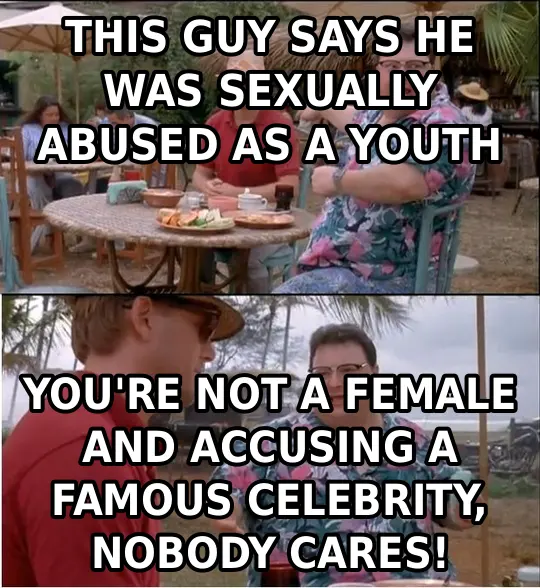 THIS GUY SAYS HE
WAS SEXUALLY
ABUSED AS A YOUTH
YOU'RE NOT A FEMALE
AND ACCUSING A
FAMOUS CELEBRITY,
NOBODY CARES!